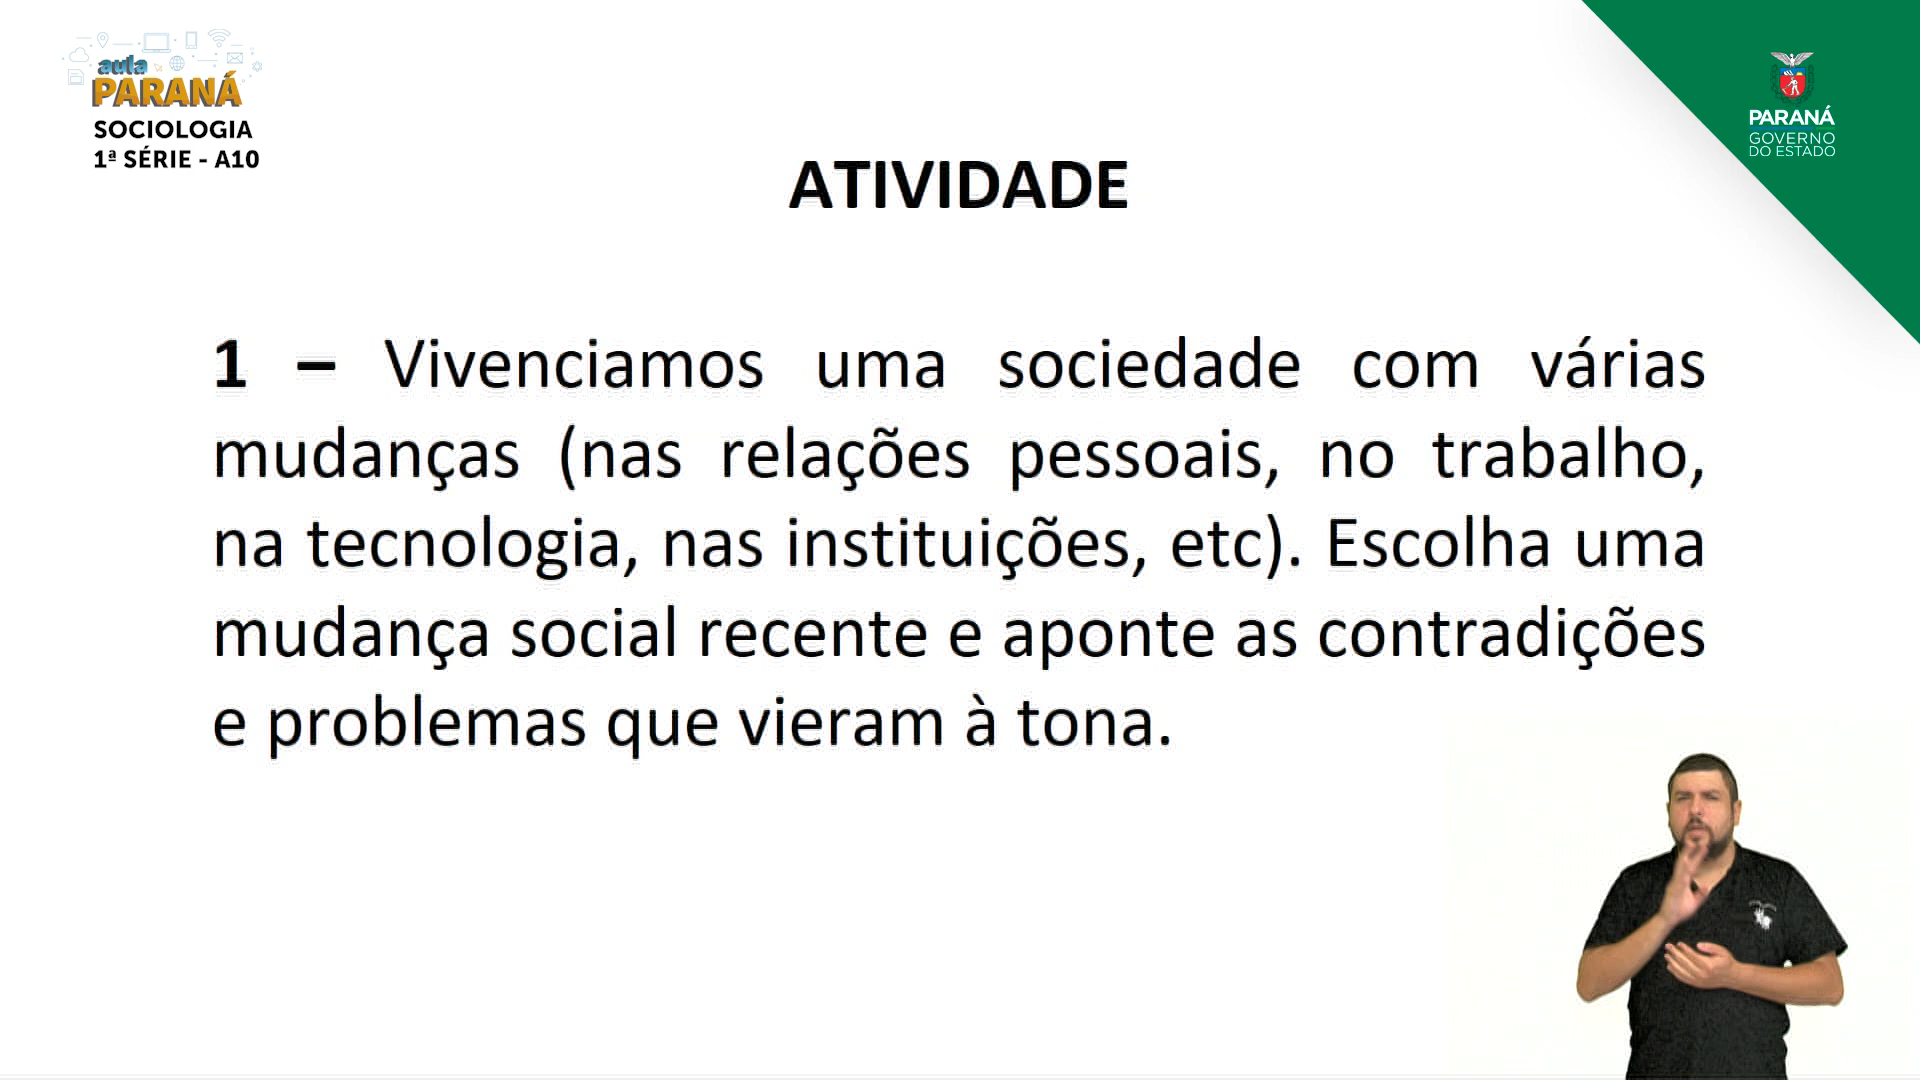 aula
PARANÁ
SOCIOLOGIA
1ª SÉRIE - A10
PARANÁ
GOVERNO
DO ESTADO
ATIVIDADE
1 – Vivenciamos uma sociedade com várias
mudanças (nas relações pessoais, no trabalho,
na tecnologia, nas instituições, etc). Escolha uma
mudança social recente e aponte as contradições
e problemas que vieram à tona.